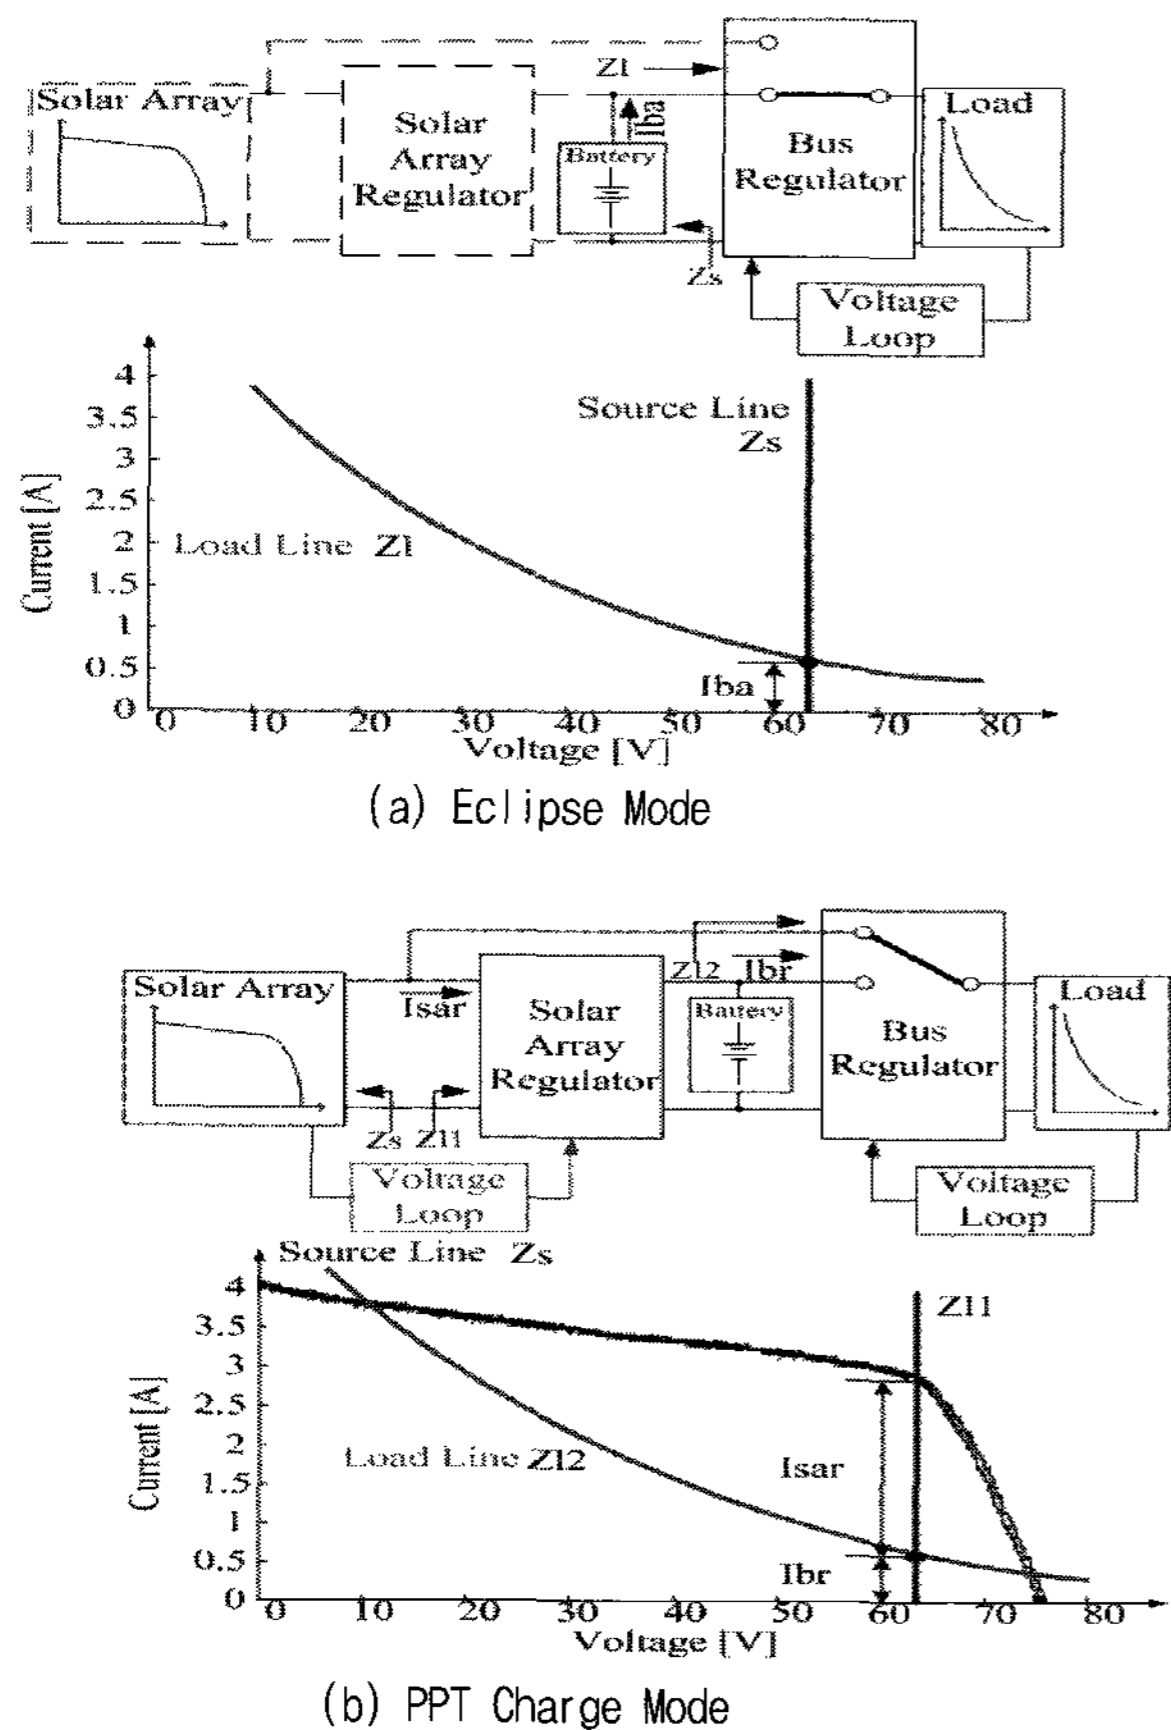 Solar Array
Solar
Array
Regulator
Zl
Iba
Battery
Zs
Bus
Regulator
Load
Voltage
Loop
Current [A]
4
3.5
3
2.5
2
1.5
1
0.5
0
Source Line
Zs
Load Line Zl
Iba
0 10 20 30 40 50 60 70 80
Voltage [V]
(a) Eclipse Mode
Solar Array
Isar
Zs Zl1
Solar
Array
Regulator
Zl2 Ibr
Battery
Bus
Regulator
Load
Voltage
Loop
Voltage
Loop
Source Line Zs
Current [A]
4
3.5
3
2.5
2
1.5
1
0.5
0
Zl1
Load Line Zl2
Isar
Ibr
0 10 20 30 40 50 60 70 80
Voltage [V]
(b) PPT Charge Mode